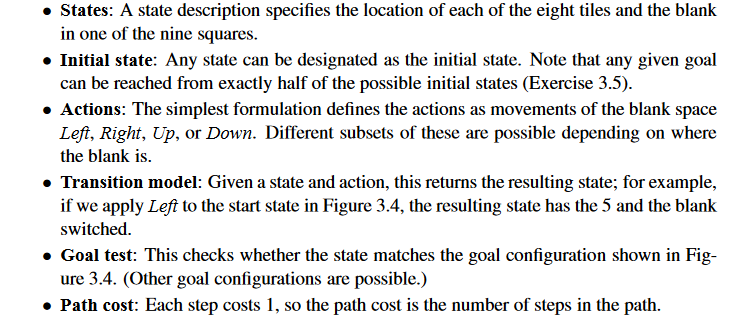 • States: A state description specifies the location of each of the eight tiles and the blank
in one of the nine squares.
• Initial state: Any state can be designated as the initial state. Note that any given goal
can be reached from exactly half of the possible initial states (Exercise 3.5).
• Actions: The simplest formulation defines the actions as movements of the blank space
Left, Right, Up, or Down. Different subsets of these are possible depending on where
the blank is.
• Transition model: Given a state and action, this returns the resulting state; for example,
if we apply Left to the start state in Figure 3.4, the resulting state has the 5 and the blank
switched.
• Goal test: This checks whether the state matches the goal configuration shown in Fig-
ure 3.4. (Other goal configurations are possible.)
• Path cost: Each step costs 1, so the path cost is the number of steps in the path.